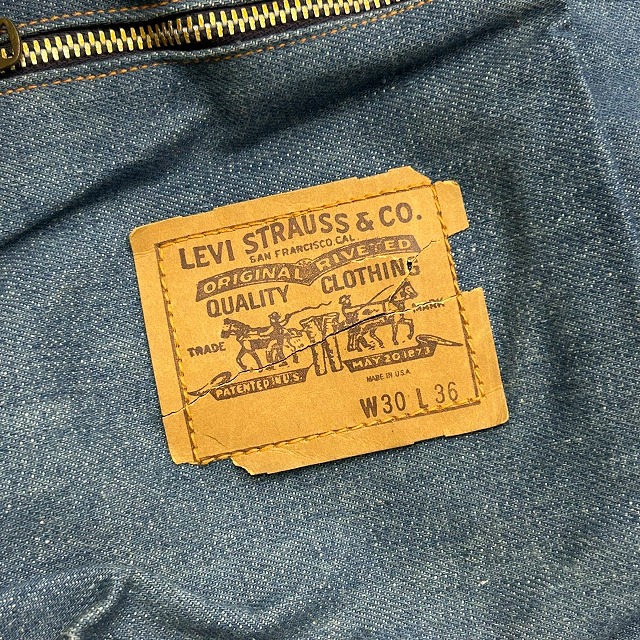 LEVI STRAUSS & CO.
SAN FRANCISCO, CAL
ORIGINAL RIVETED
QUALITY CLOTHING
TRADE MARK
PATENTED IN U.S. MAY 20 1873
MADE IN U.S.A
W30 L 36